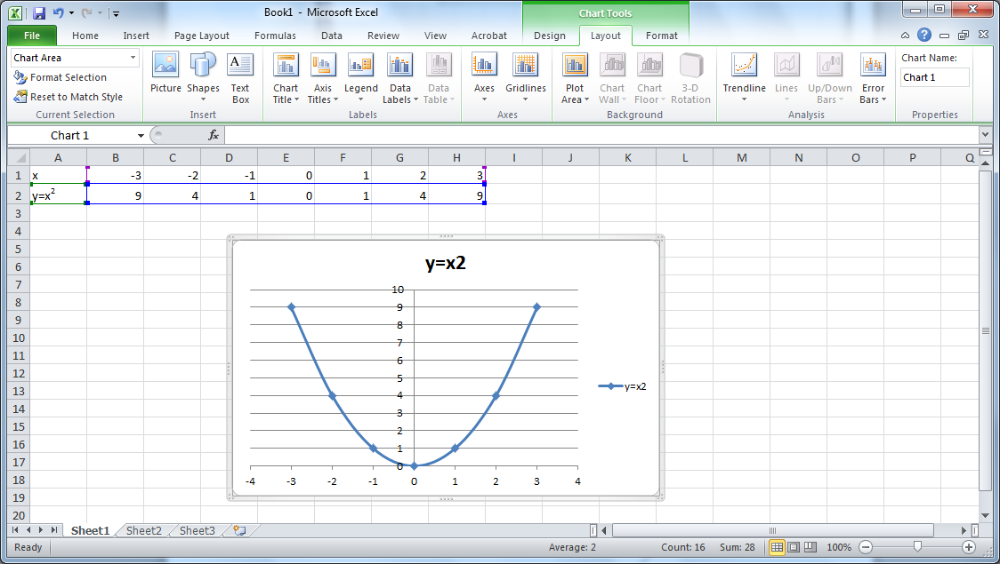 Book1 - Microsoft Excel Chart Tools
File Home Insert Page Layout Formulas Data Review View Acrobat Design Layout Format
Chart Area
Format Selection
Reset to Match Style
Current Selection
Picture Shapes Text Box
Insert
Chart Title Axis Titles Legend Data Labels Data Table
Labels
Axes Gridlines
Axes
Plot Area Chart Wall Chart Floor 3-D Rotation
Background
Trendline Lines Up/Down Bars Error Bars
Analysis
Chart Name:
Chart 1
Properties
Chart 1 fx
A B C D E F G H I J K L M N O P Q
1 x -3 -2 -1 0 1 2 3
2 y=x² 9 4 1 0 1 4 9
3
4
5
6
7
8
9
10
11
12
13
14
15
16
17
18
19
20
y=x2
10
9
8
7
6
5
4
3
2
1
0
-4 -3 -2 -1 0 1 2 3 4
y=x2
Sheet1 Sheet2 Sheet3
Ready Average: 2 Count: 16 Sum: 28 100%